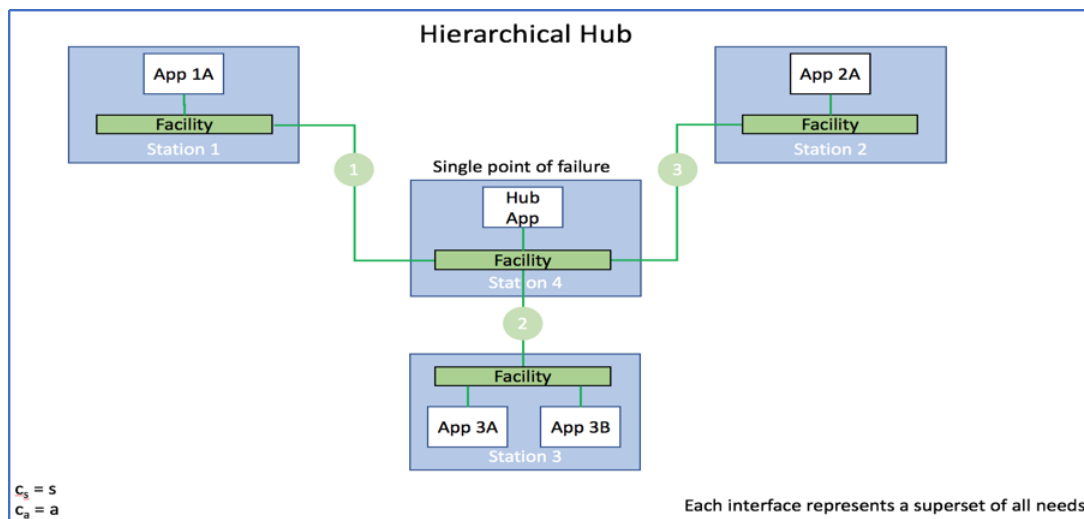 Hierarchical Hub
App 1A
Facility
Station 1
App 2A
Facility
Station 2
1
3
Single point of failure
Hub
App
Facility
Station 4
2
Facility
App 3A
App 3B
Station 3
cₛ = s
cₐ = a
Each interface represents a superset of all needs